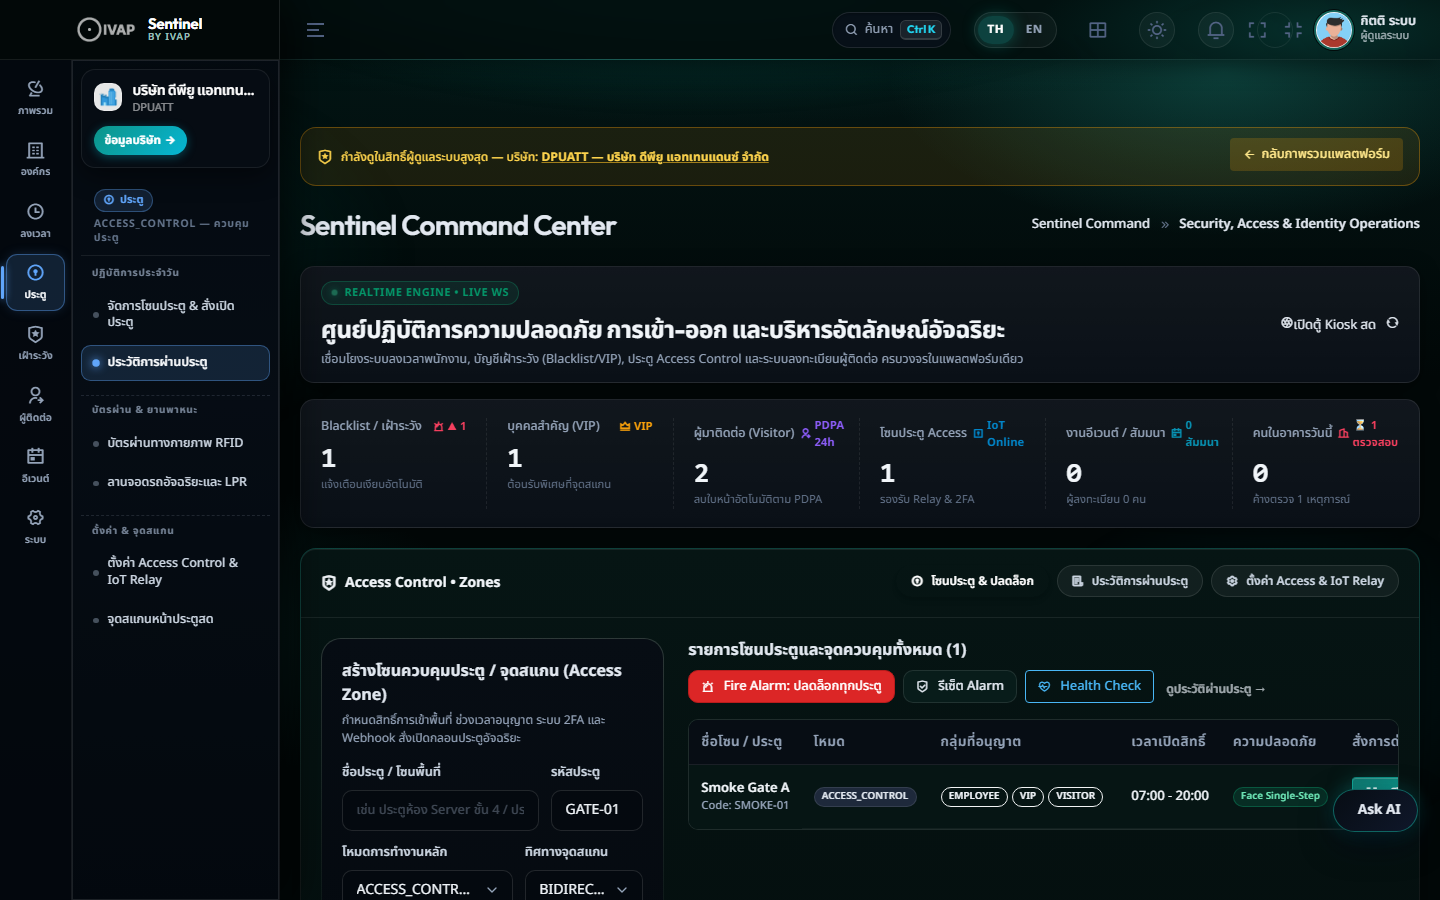 IVAP
Sentinel
BY IVAP
ค้นหา
Ctrl K
TH
EN
กิตติ ระบบ
ผู้ดูแลระบบ
ภาพรวม
องค์กร
ลงเวลา
ประตู
เฝ้าระวัง
ผู้ติดต่อ
อีเวนต์
ระบบ
บริษัท ดีพียู แอทเทน...
DPUATT
ข้อมูลบริษัท →
ประตู
ACCESS_CONTROL — ควบคุม
ประตู
ปฏิบัติการประจำวัน
จัดการโซนประตู & สั่งเปิด
ประตู
ประวัติการผ่านประตู
บัตรผ่าน & ยานพาหนะ
บัตรผ่านทางกายภาพ RFID
ลานจอดรถอัจฉริยะและ LPR
ตั้งค่า & จุดสแกน
ตั้งค่า Access Control &
IoT Relay
จุดสแกนหน้าประตูสด
กำลังดูในสิทธิ์ผู้ดูแลระบบสูงสุด — บริษัท: DPUATT — บริษัท ดีพียู แอทเทนแดนซ์ จำกัด
← กลับภาพรวมแพลตฟอร์ม
Sentinel Command Center
Sentinel Command » Security, Access & Identity Operations
REALTIME ENGINE • LIVE WS
ศูนย์ปฏิบัติการความปลอดภัย การเข้า-ออก และบริหารอัตลักษณ์อัจฉริยะ
เชื่อมโยงระบบลงเวลาพนักงาน, บัญชีเฝ้าระวัง (Blacklist/VIP), ประตู Access Control และระบบลงทะเบียนผู้ติดต่อ ครบวงจรในแพลตฟอร์มเดียว
เปิดตู้ Kiosk สด
Blacklist / เฝ้าระวัง
▲ 1
1
แจ้งเตือนเงียบอัตโนมัติ
บุคคลสำคัญ (VIP)
VIP
1
ต้อนรับพิเศษที่จุดสแกน
ผู้มาติดต่อ (Visitor)
PDPA
24h
2
ลบใบหน้าอัตโนมัติตาม PDPA
โซนประตู Access
IoT
Online
1
รองรับ Relay & 2FA
งานอีเวนต์ / สัมมนา
0
สัมมนา
0
ผู้ลงทะเบียน 0 คน
คนในอาคารวันนี้
⏳ 1
ตรวจสอบ
0
ค้างตรวจ 1 เหตุการณ์
Access Control • Zones
โซนประตู & ปลดล็อก
ประวัติการผ่านประตู
ตั้งค่า Access & IoT Relay
สร้างโซนควบคุมประตู / จุดสแกน (Access
Zone)
กำหนดสิทธิ์การเข้าพื้นที่ ช่วงเวลาอนุญาต ระบบ 2FA และ
Webhook สั่งเปิดกลอนประตูอัจฉริยะ
ชื่อประตู / โซนพื้นที่
รหัสประตู
เช่น ประตูห้อง Server ชั้น 4 / ปร
GATE-01
โหมดการทำงานหลัก
ทิศทางจุดสแกน
ACCESS_CONTR...
BIDIREC...
รายการโซนประตูและจุดควบคุมทั้งหมด (1)
Fire Alarm: ปลดล็อกทุกประตู
รีเซ็ต Alarm
Health Check
ดูประวัติผ่านประตู →
ชื่อโซน / ประตู
โหมด
กลุ่มที่อนุญาต
เวลาเปิดสิทธิ์
ความปลอดภัย
สั่งการด่
Smoke Gate A
Code: SMOKE-01
ACCESS_CONTROL
EMPLOYEE
VIP
VISITOR
07:00 - 20:00
Face Single-Step
Ask AI